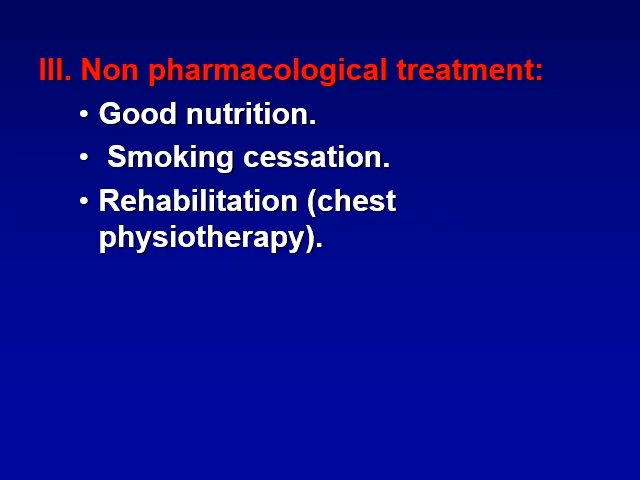 III. Non pharmacological treatment:
• Good nutrition.
• Smoking cessation.
• Rehabilitation (chest
physiotherapy).